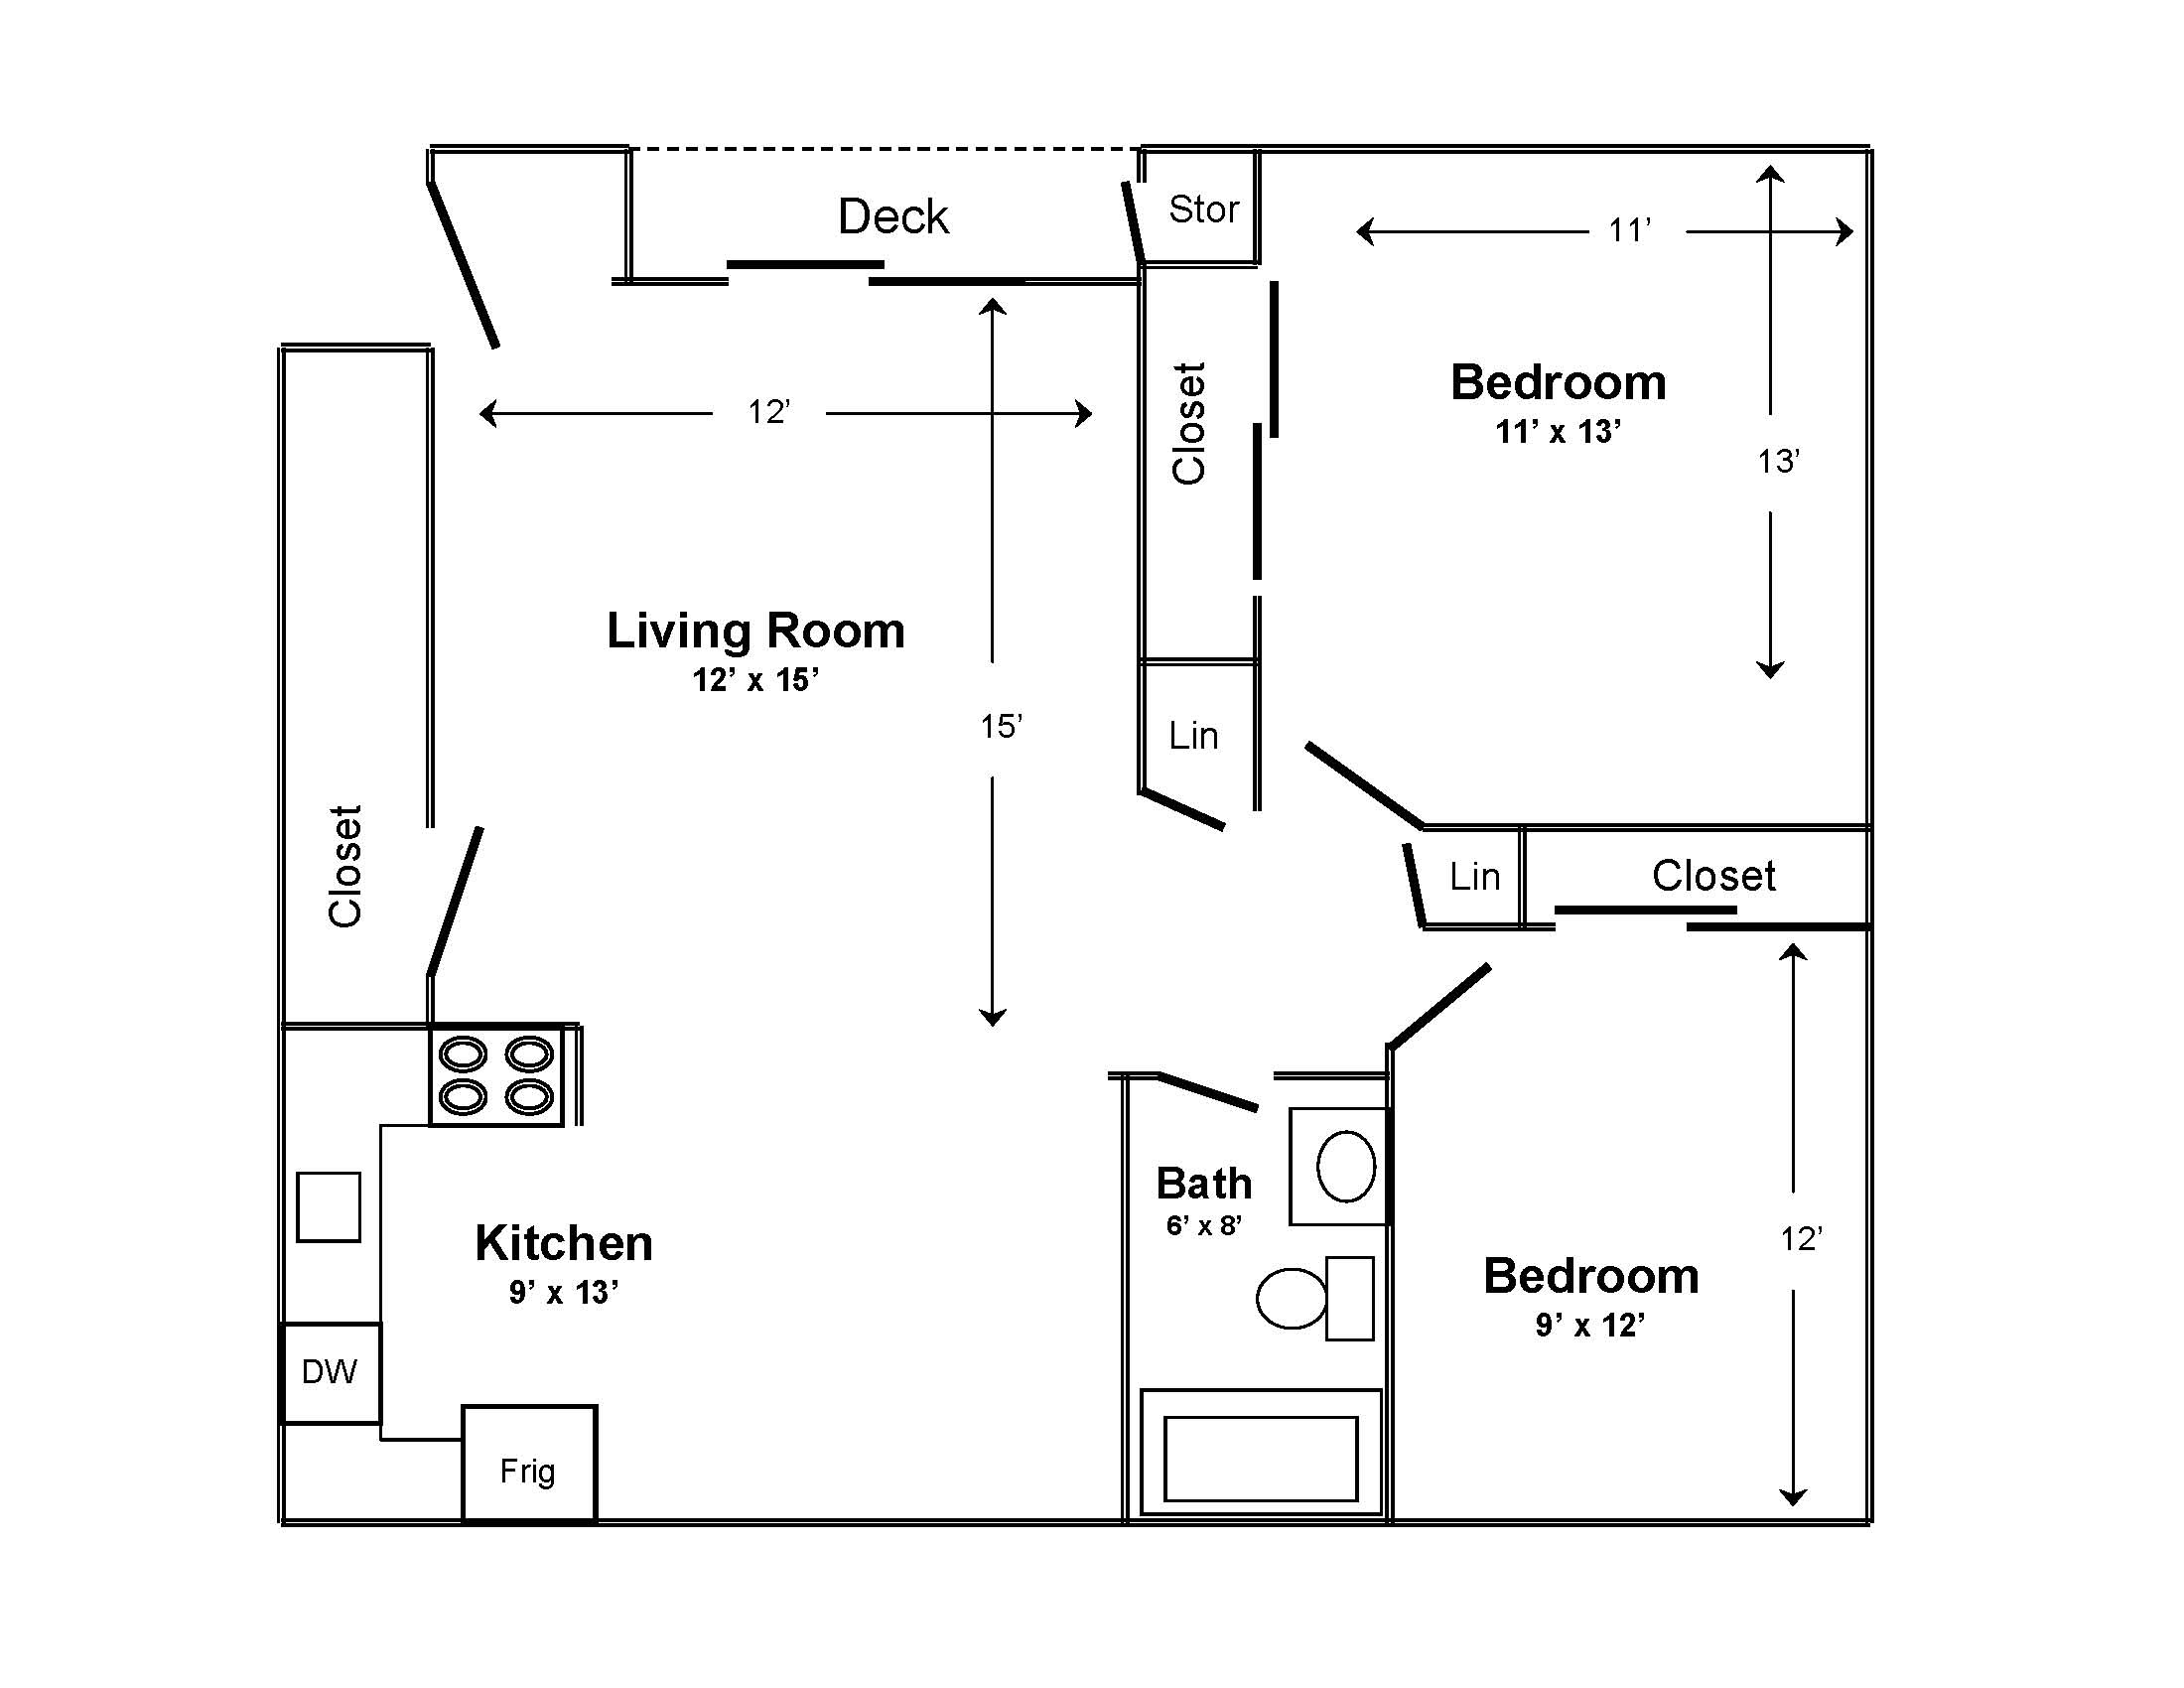 Deck
Stor
11’
Closet
Bedroom
11’ x 13’
12’
13’
Living Room
12’ x 15’
15’
Lin
Closet
Lin
Closet
Bath
6’ x 8’
Kitchen
9’ x 13’
12’
Bedroom
9’ x 12’
DW
Frig